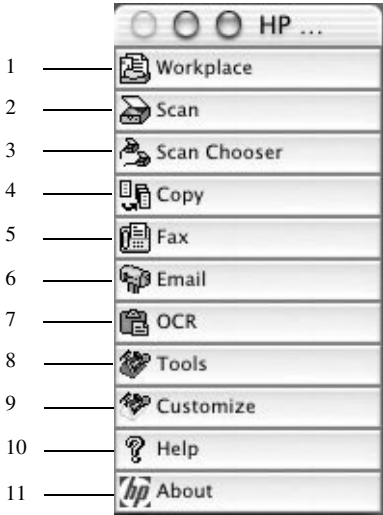 HP ...
1 Workplace
2 Scan
3 Scan Chooser
4 Copy
5 Fax
6 Email
7 OCR
8 Tools
9 Customize
10 Help
11 hp About